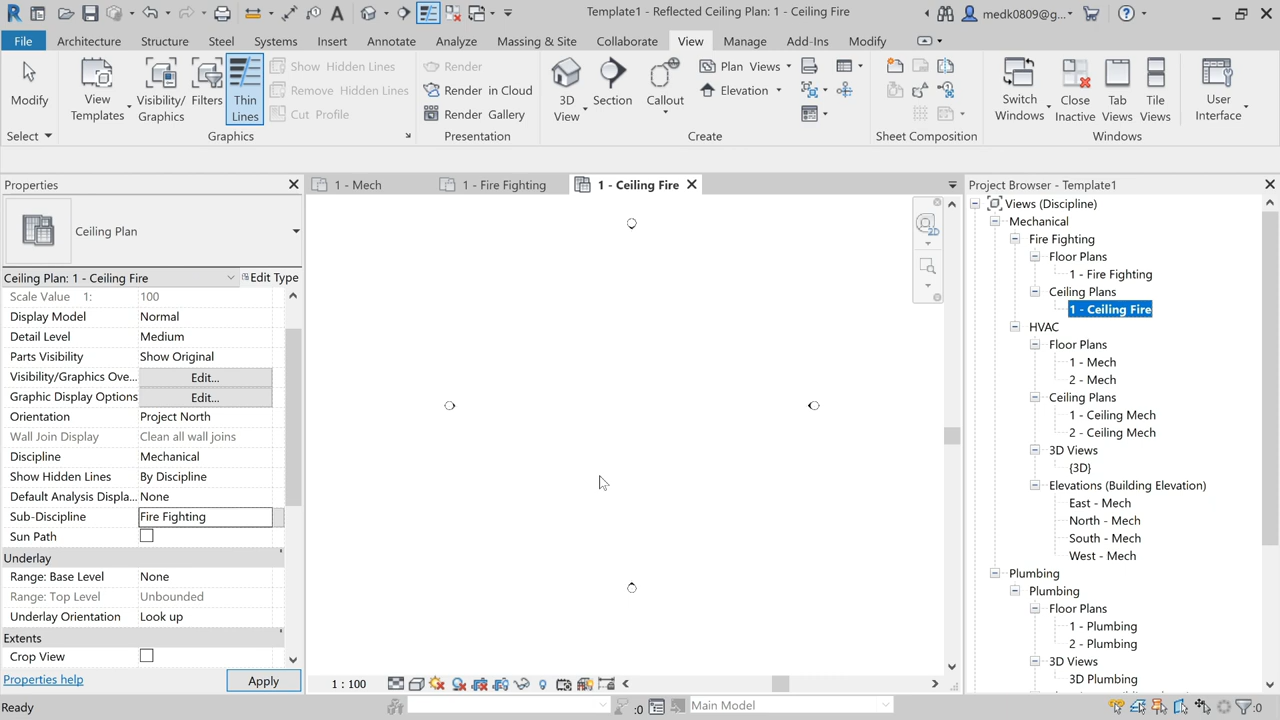 Template1 - Reflected Ceiling Plan: 1 - Ceiling Fire
medk0809@g...
File Architecture Structure Steel Systems Insert Annotate Analyze Massing & Site Collaborate View Manage Add-Ins Modify
Modify
Select
View Templates
Visibility/ Graphics
Filters
Thin Lines
Show Hidden Lines
Remove Hidden Lines
Cut Profile
Graphics
Render
Render in Cloud
Render Gallery
Presentation
3D View
Section
Callout
Plan Views
Elevation
Create
Sheet Composition
Switch Windows
Close Inactive
Tab Views
Tile Views
Windows
User Interface
Properties
Ceiling Plan
Ceiling Plan: 1 - Ceiling Fire Edit Type
Scale Value 1: 100
Display Model Normal
Detail Level Medium
Parts Visibility Show Original
Visibility/Graphics Ove... Edit...
Graphic Display Options Edit...
Orientation Project North
Wall Join Display Clean all wall joins
Discipline Mechanical
Show Hidden Lines By Discipline
Default Analysis Displa... None
Sub-Discipline Fire Fighting
Sun Path
Underlay
Range: Base Level None
Range: Top Level Unbounded
Underlay Orientation Look up
Extents
Crop View
Properties help Apply
1 - Mech 1 - Fire Fighting 1 - Ceiling Fire
2D
1 : 100
Project Browser - Template1
Views (Discipline)
Mechanical
Fire Fighting
Floor Plans
1 - Fire Fighting
Ceiling Plans
1 - Ceiling Fire
HVAC
Floor Plans
1 - Mech
2 - Mech
Ceiling Plans
1 - Ceiling Mech
2 - Ceiling Mech
3D Views
{3D}
Elevations (Building Elevation)
East - Mech
North - Mech
South - Mech
West - Mech
Plumbing
Plumbing
Floor Plans
1 - Plumbing
2 - Plumbing
3D Views
3D Plumbing
Ready :0 Main Model :0